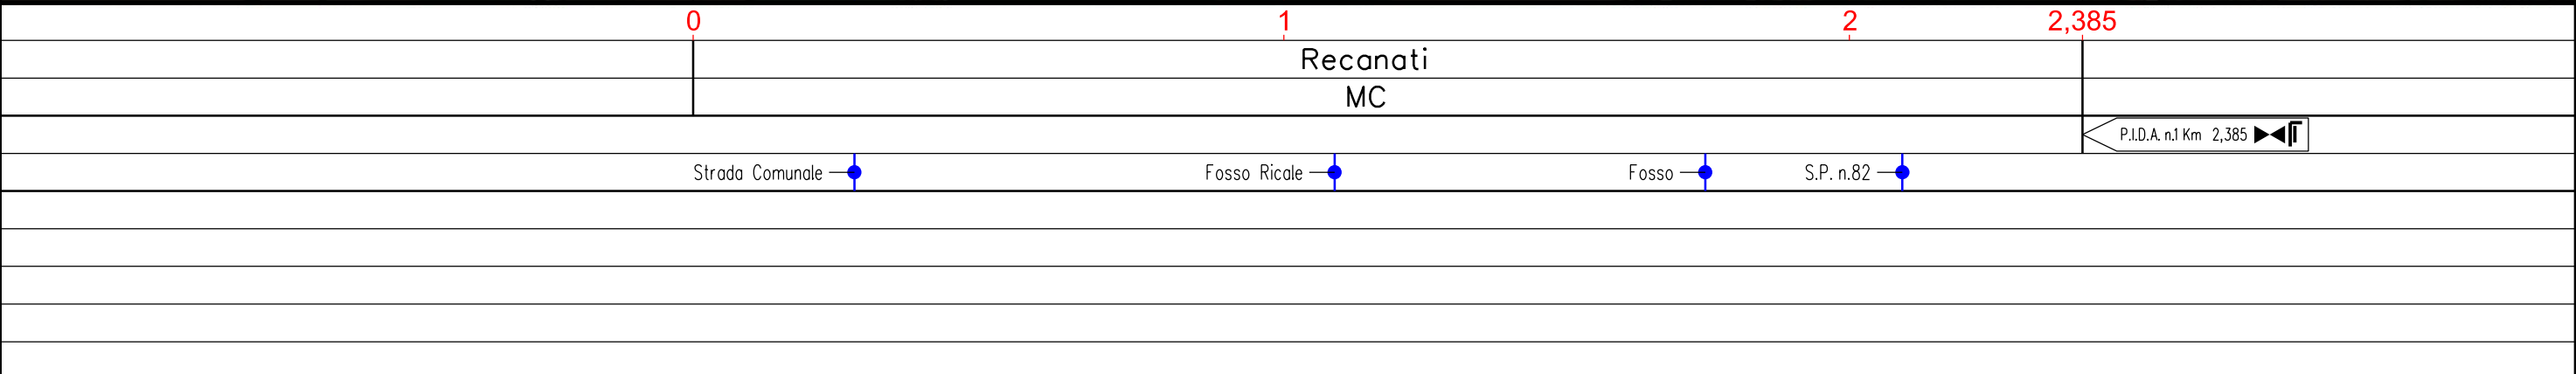 0 1 2 2,385
Recanati
MC
P.I.D.A. n.1 Km 2,385
Strada Comunale Fosso Ricale Fosso S.P. n.82